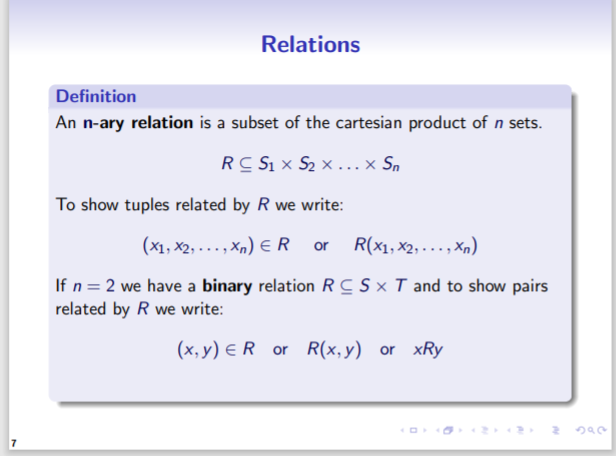 Relations
Definition
An n-ary relation is a subset of the cartesian product of n sets.
R ⊆ S₁ × S₂ × . . . × Sₙ
To show tuples related by R we write:
(x₁, x₂, . . . , xₙ) ∈ R or R(x₁, x₂, . . . , xₙ)
If n = 2 we have a binary relation R ⊆ S × T and to show pairs
related by R we write:
(x, y) ∈ R or R(x, y) or xRy
7